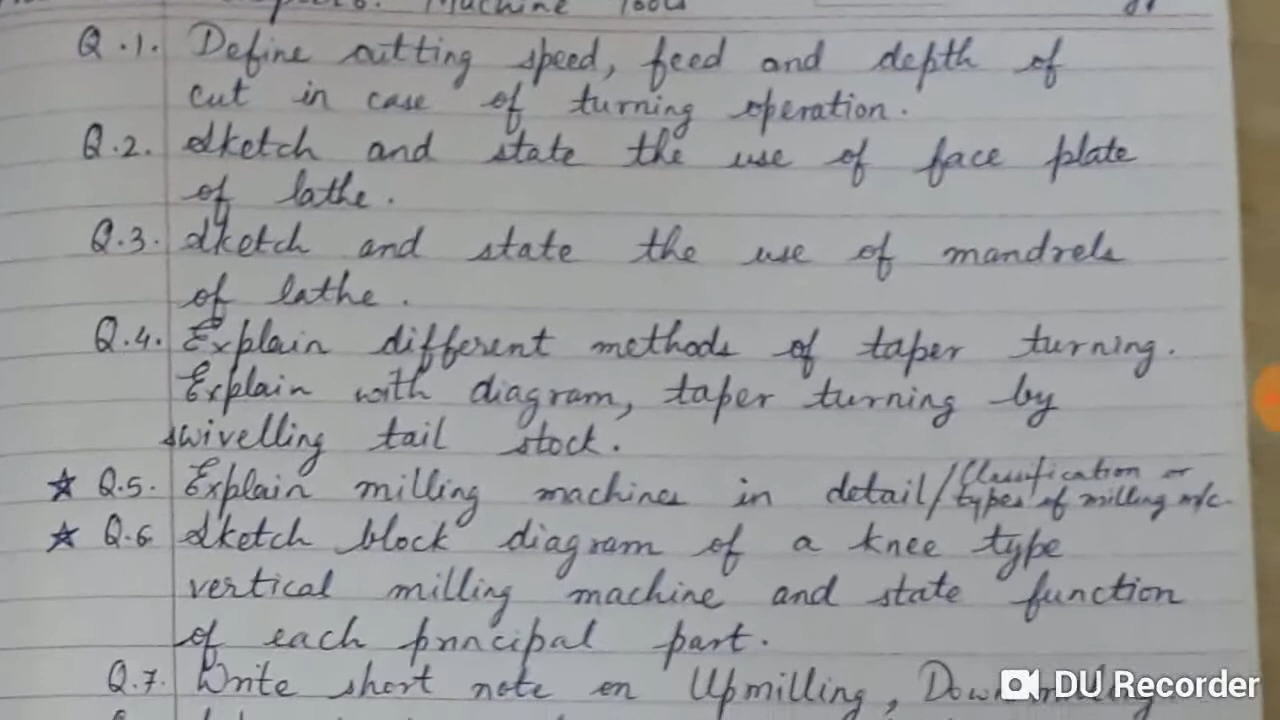 Machine Tools
Q.1. Define cutting speed, feed and depth of
cut in case of turning operation.
Q.2. Sketch and state the use of face plate
of lathe.
Q.3. Sketch and state the use of mandrels
of lathe.
Q.4. Explain different methods of taper turning.
Explain with diagram, taper turning by
swivelling tail stock.
☆ Q.5. Explain milling machines in detail/Classification or
types of milling m/c.
☆ Q.6 Sketch block diagram of a knee type
vertical milling machine and state function
of each principal part.
Q.7. Write short note on Upmilling,
DU Recorder